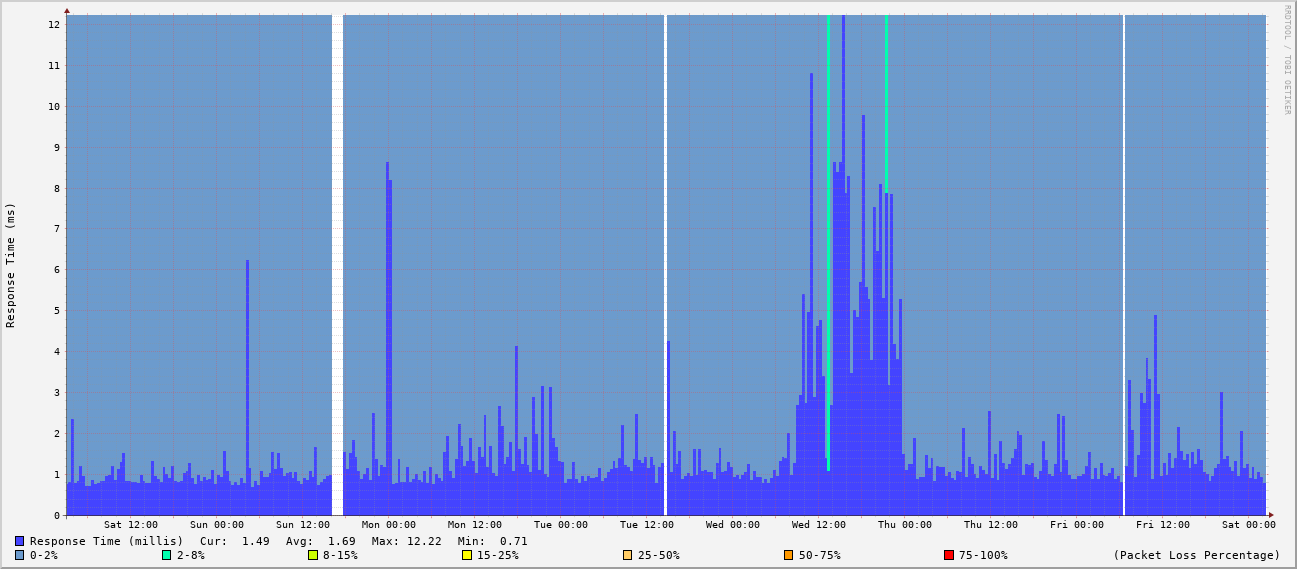 RRDTOOL / TOBI OETIKER
Response Time (ms)
12
11
10
9
8
7
6
5
4
3
2
1
0
Sat 12:00 Sun 00:00 Sun 12:00 Mon 00:00 Mon 12:00 Tue 00:00 Tue 12:00 Wed 00:00 Wed 12:00 Thu 00:00 Thu 12:00 Fri 00:00 Fri 12:00 Sat 00:00
Response Time (millis) Cur: 1.49 Avg: 1.69 Max: 12.22 Min: 0.71
0-2% 2-8% 8-15% 15-25% 25-50% 50-75% 75-100% (Packet Loss Percentage)